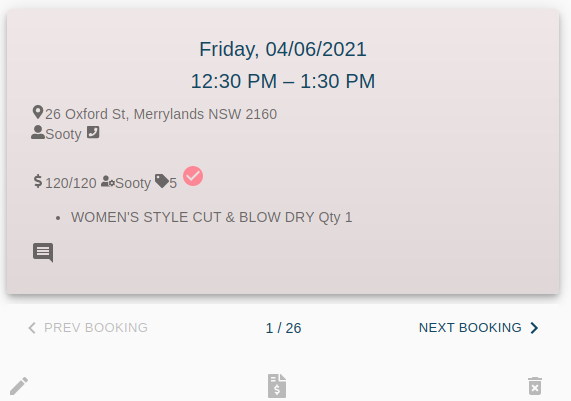 Friday, 04/06/2021
12:30 PM – 1:30 PM
26 Oxford St, Merrylands NSW 2160
Sooty
$ 120/120 Sooty 5
• WOMEN'S STYLE CUT & BLOW DRY Qty 1
PREV BOOKING 1 / 26 NEXT BOOKING
$